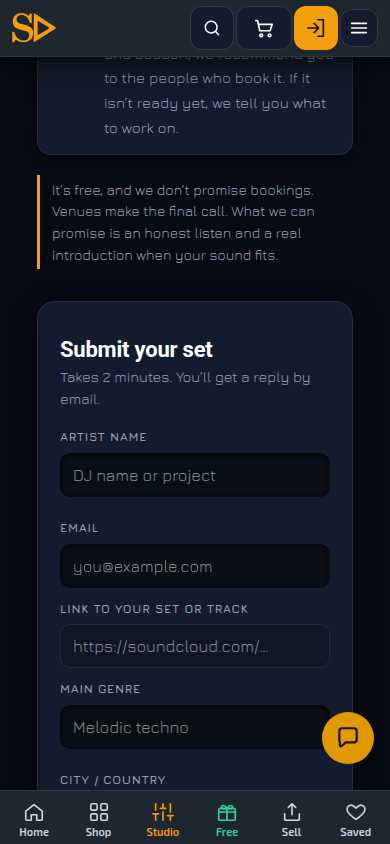 S
to the people who book it. If it
isn't ready yet, we tell you what
to work on.
It's free, and we don't promise bookings.
Venues make the final call. What we can
promise is an honest listen and a real
introduction when your sound fits.
Submit your set
Takes 2 minutes. You'll get a reply by
email.
ARTIST NAME
DJ name or project
EMAIL
you@example.com
LINK TO YOUR SET OR TRACK
https://soundcloud.com/...
MAIN GENRE
Melodic techno
CITY / COUNTRY
Home Shop Studio Free Sell Saved